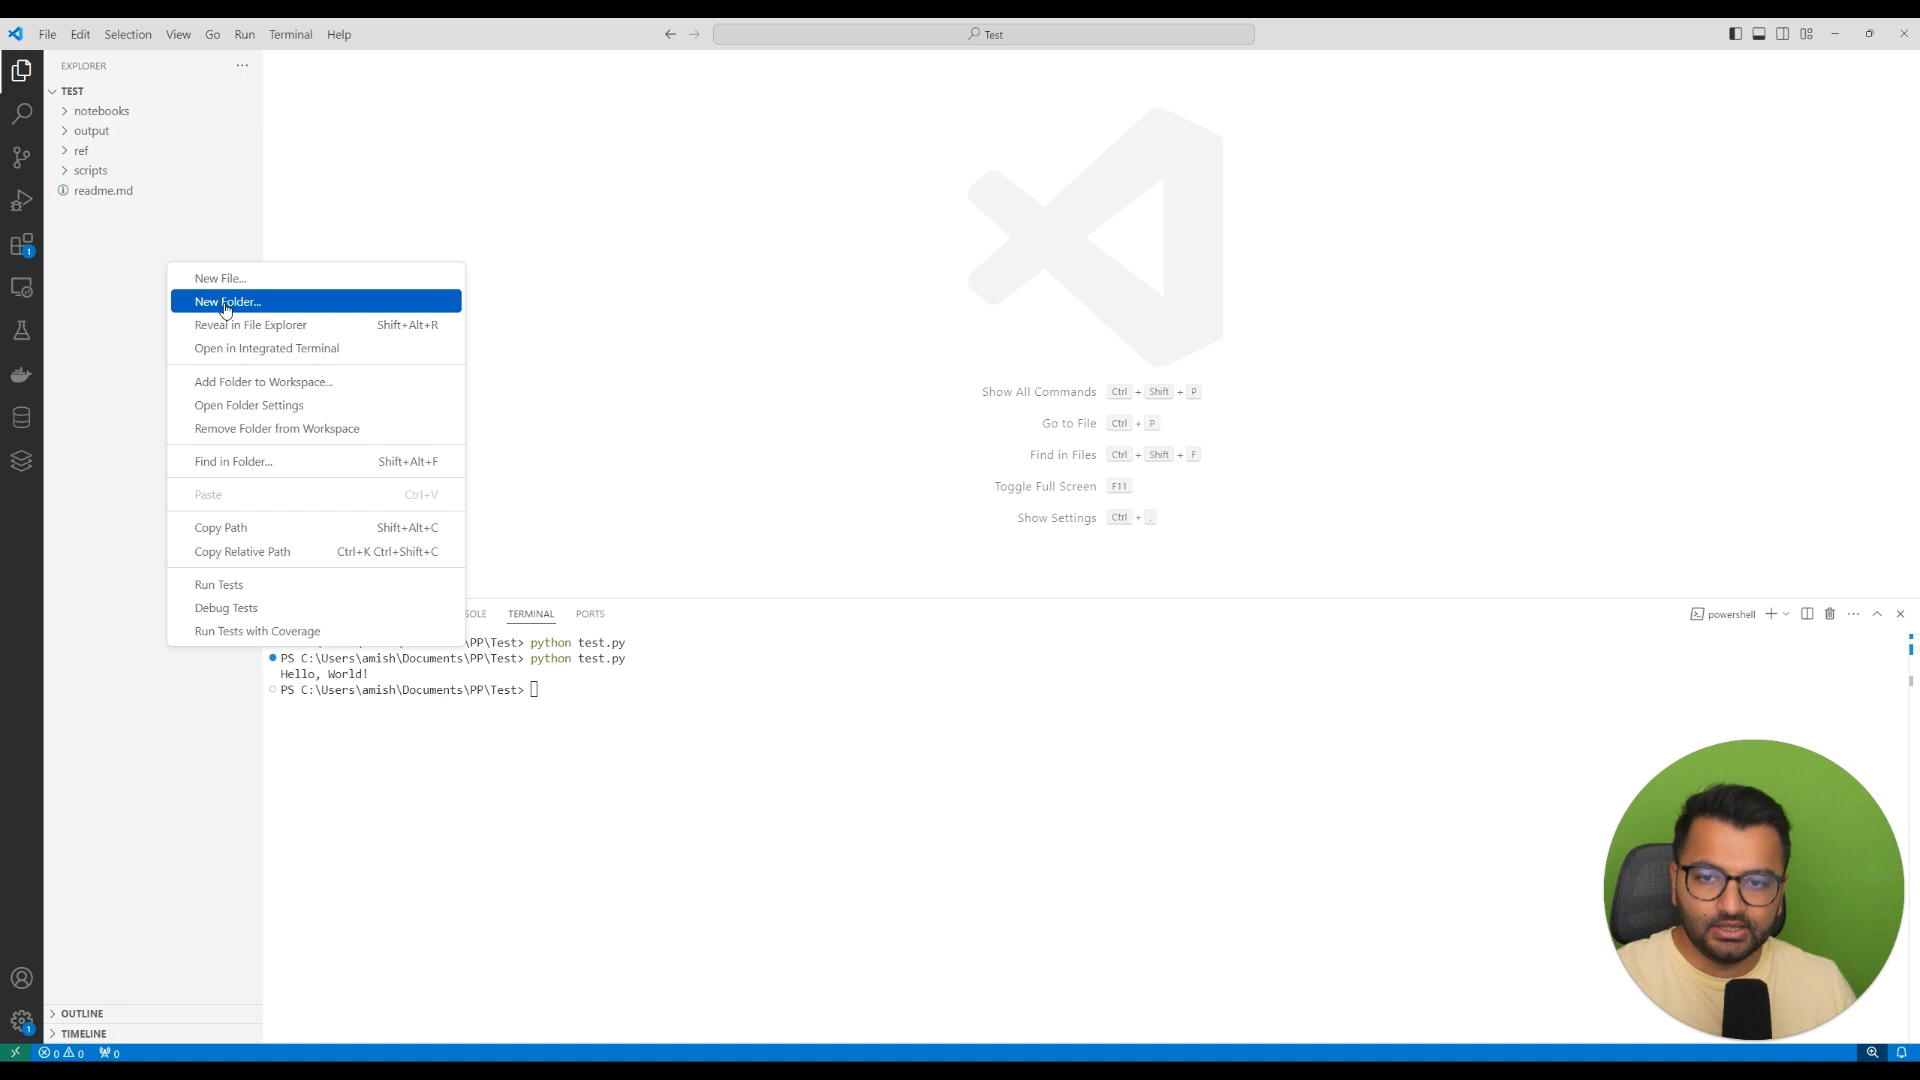 File Edit Selection View Go Run Terminal Help
Test
EXPLORER
TEST
notebooks
output
ref
scripts
readme.md
1
New File...
New Folder...
Reveal in File Explorer Shift+Alt+R
Open in Integrated Terminal
Add Folder to Workspace...
Open Folder Settings
Remove Folder from Workspace
Find in Folder... Shift+Alt+F
Paste Ctrl+V
Copy Path Shift+Alt+C
Copy Relative Path Ctrl+K Ctrl+Shift+C
Run Tests
Debug Tests
Run Tests with Coverage
Show All Commands Ctrl + Shift + P
Go to File Ctrl + P
Find in Files Ctrl + Shift + F
Toggle Full Screen F11
Show Settings Ctrl + ,
SOLE TERMINAL PORTS
powershell
\PP\Test> python test.py
PS C:\Users\amish\Documents\PP\Test> python test.py
Hello, World!
PS C:\Users\amish\Documents\PP\Test>
OUTLINE
1
TIMELINE
0 0 0